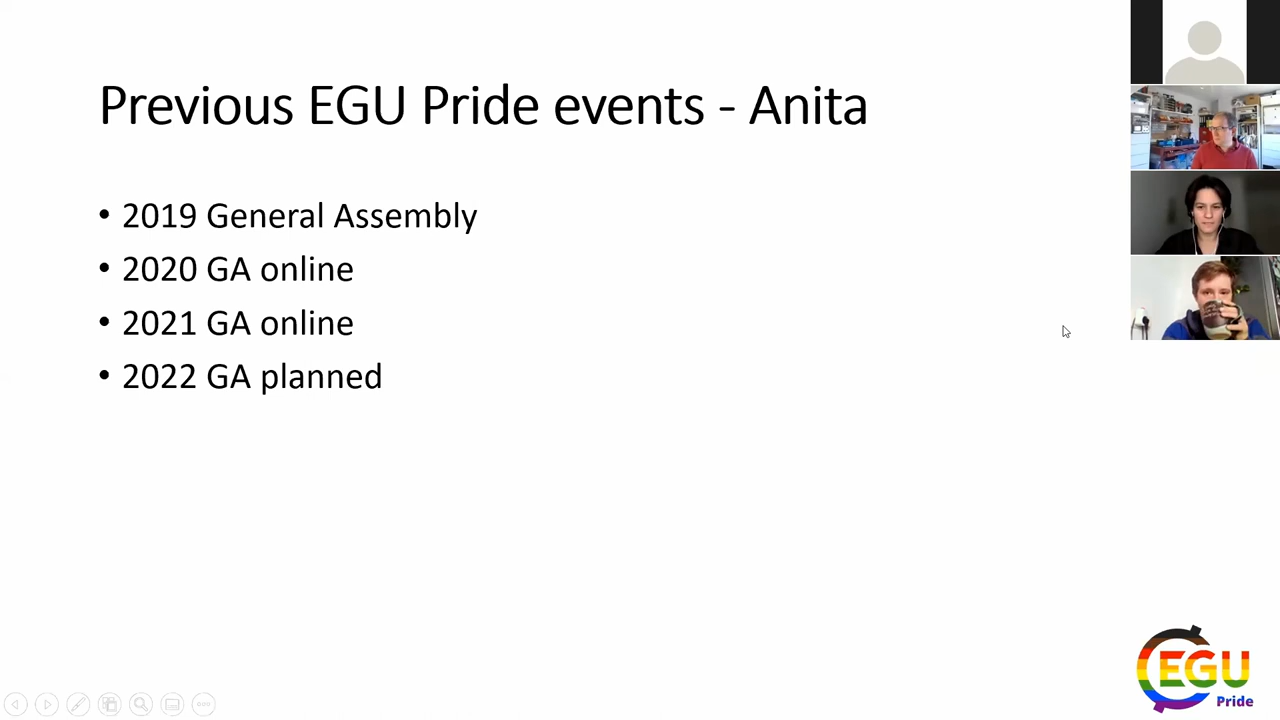 Previous EGU Pride events - Anita
• 2019 General Assembly
• 2020 GA online
• 2021 GA online
• 2022 GA planned
EGU
Pride